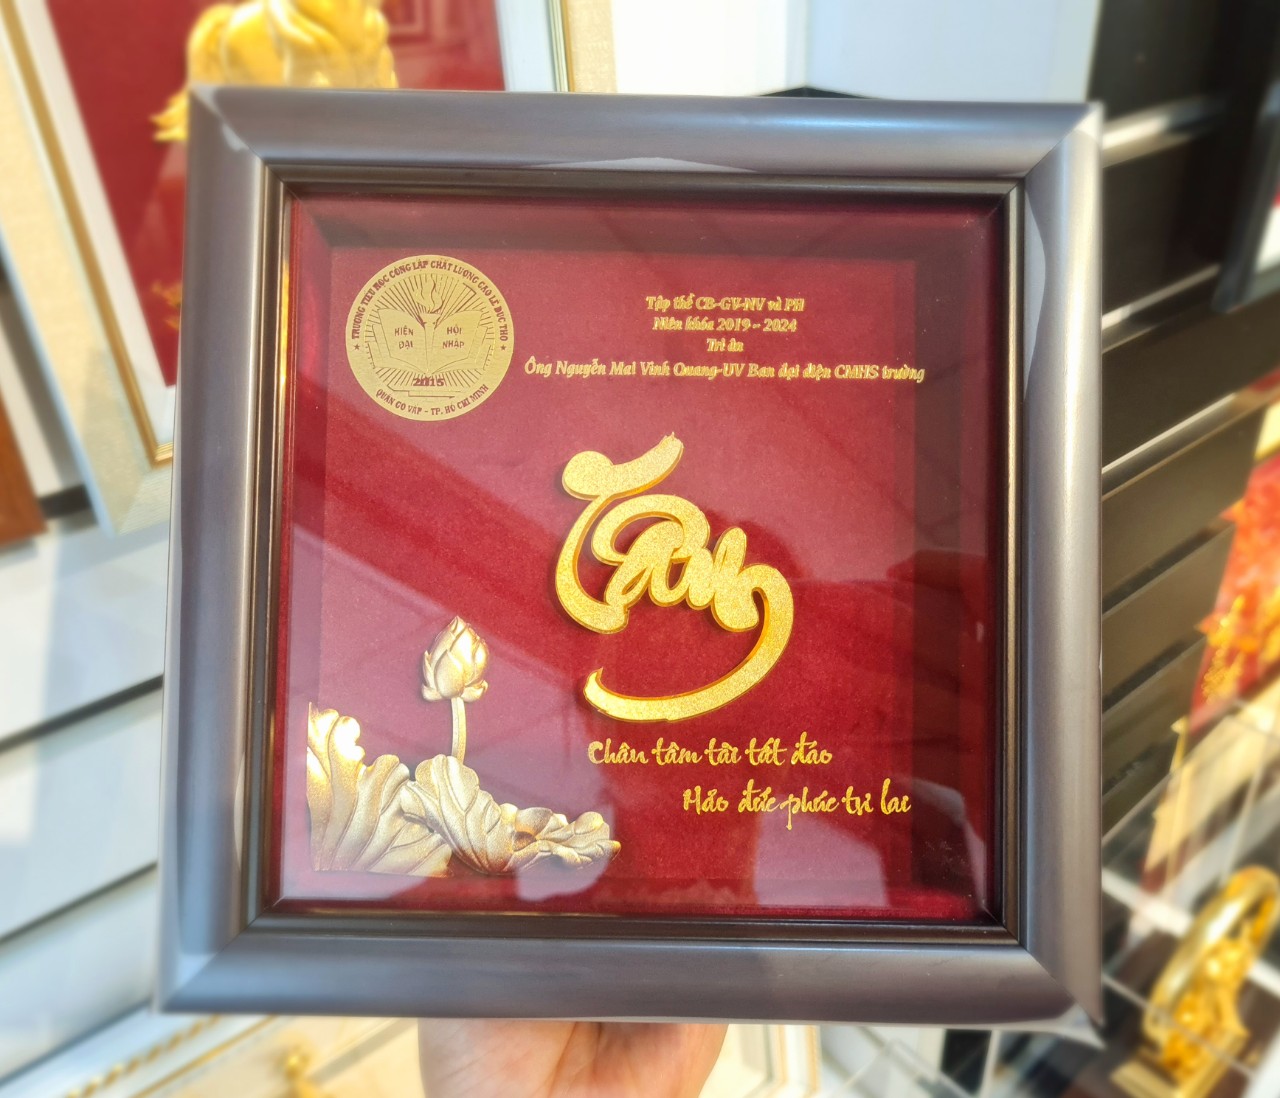 TRƯỜNG TIỂU HỌC CÔNG LẬP CHẤT LƯỢNG CAO LÊ ĐỨC THỌ
HIỆN ĐẠI
HỘI NHẬP
2015
QUẬN GÒ VẤP - TP. HỒ CHÍ MINH
Tập thể CB-GV-NV và PH
Niên khóa 2019 - 2024
Tri ân
Ông Nguyễn Mai Vinh Quang-UV Ban đại diện CMHS trường
Tâm
Chân tâm tài tất đáo
Hảo đức phúc tự lai